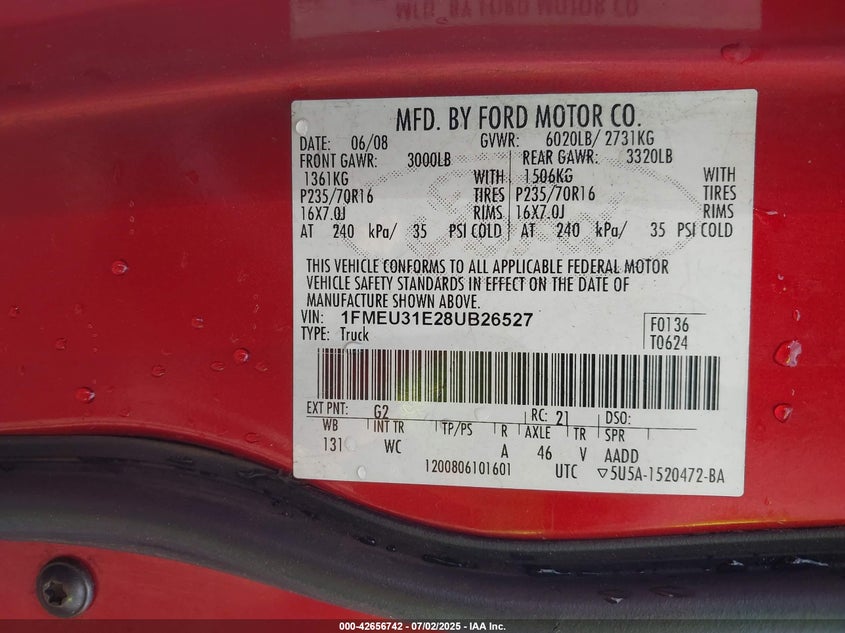 MFD. BY FORD MOTOR CO.
DATE: 06/08 GVWR: 6020LB/ 2731KG
FRONT GAWR: 3000LB REAR GAWR: 3320LB
1361KG WITH 1506KG WITH
P235/70R16 TIRES P235/70R16 TIRES
16X7.0J RIMS 16X7.0J RIMS
AT 240 kPa/ 35 PSI COLD AT 240 kPa/ 35 PSI COLD
THIS VEHICLE CONFORMS TO ALL APPLICABLE FEDERAL MOTOR
VEHICLE SAFETY STANDARDS IN EFFECT ON THE DATE OF
MANUFACTURE SHOWN ABOVE.
VIN: 1FMEU31E28UB26527 F0136
TYPE: Truck T0624
EXT PNT: G2 RC: 21 DSO:
WB INT TR TP/PS R AXLE TR SPR
131 WC A 46 V AADD
1200806101601 UTC ▽5U5A-1520472-BA
000-42656742 / 07/02/2025 - IAA Inc.